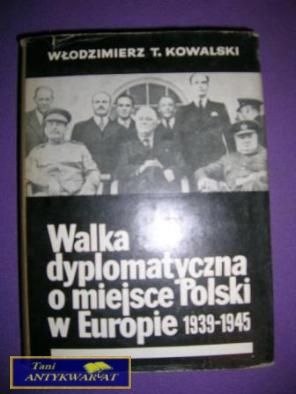 WŁODZIMIERZ T. KOWALSKI
Walka
dyplomatyczna
o miejsce Polski
w Europie 1939-1945
Tani
ANTYKWARIAT